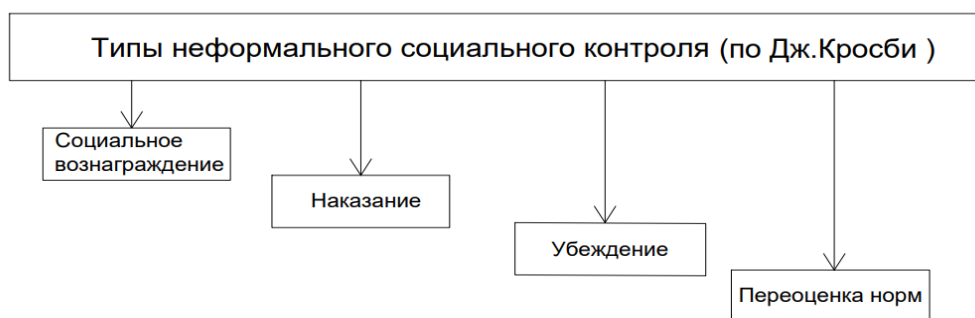 Типы неформального социального контроля (по Дж.Кросби )
Социальное
вознаграждение
Наказание
Убеждение
Переоценка норм